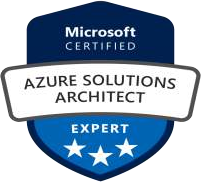 Microsoft
CERTIFIED
AZURE SOLUTIONS
ARCHITECT
EXPERT